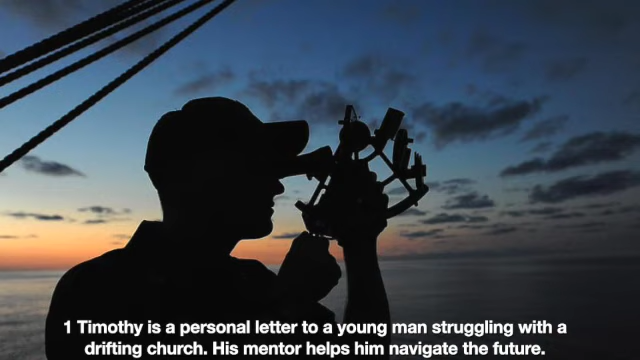 1 Timothy is a personal letter to a young man struggling with a
drifting church. His mentor helps him navigate the future.